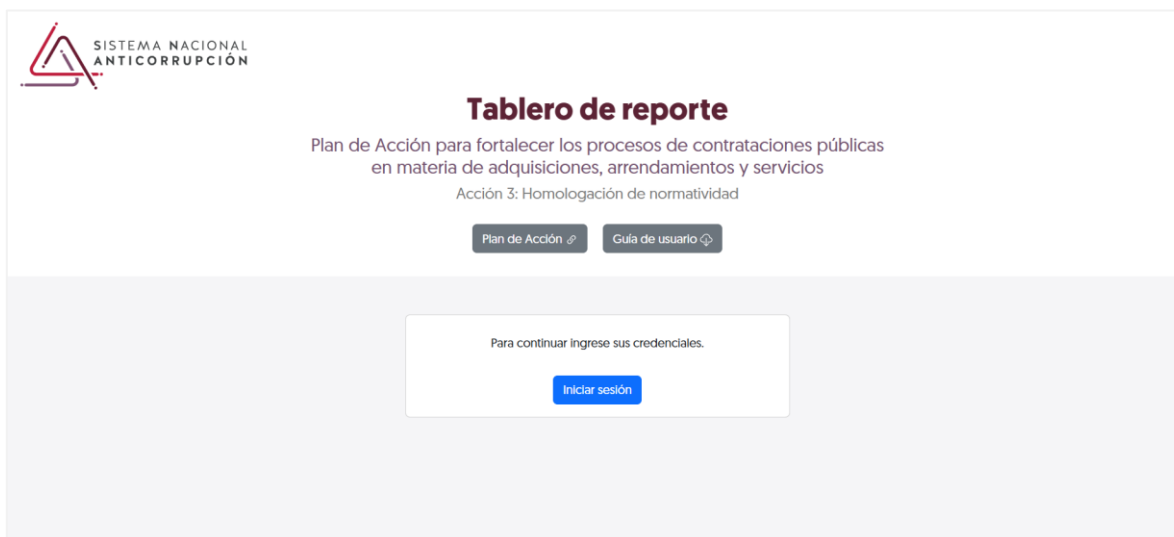 SISTEMA NACIONAL
ANTICORRUPCIÓN
Tablero de reporte
Plan de Acción para fortalecer los procesos de contrataciones públicas
en materia de adquisiciones, arrendamientos y servicios
Acción 3: Homologación de normatividad
Plan de Acción
Guía de usuario
Para continuar ingrese sus credenciales.
Iniciar sesión